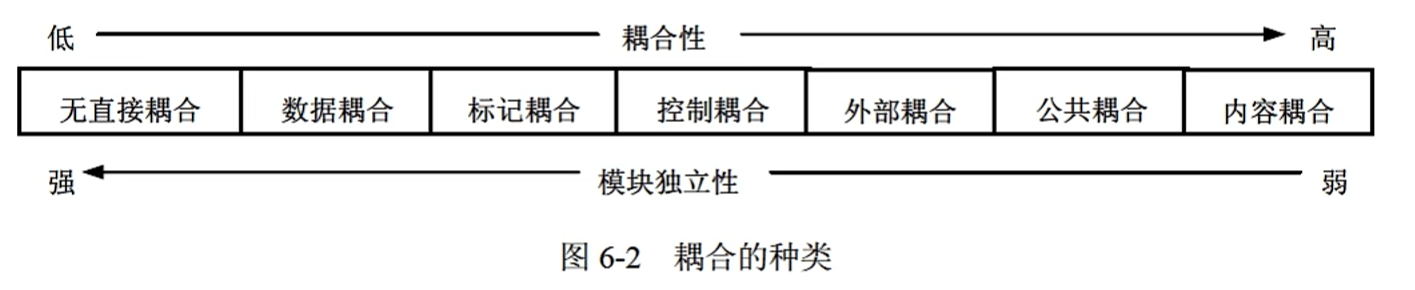 低 耦合性 高
无直接耦合 数据耦合 标记耦合 控制耦合 外部耦合 公共耦合 内容耦合
强 模块独立性 弱
图 6-2 耦合的种类